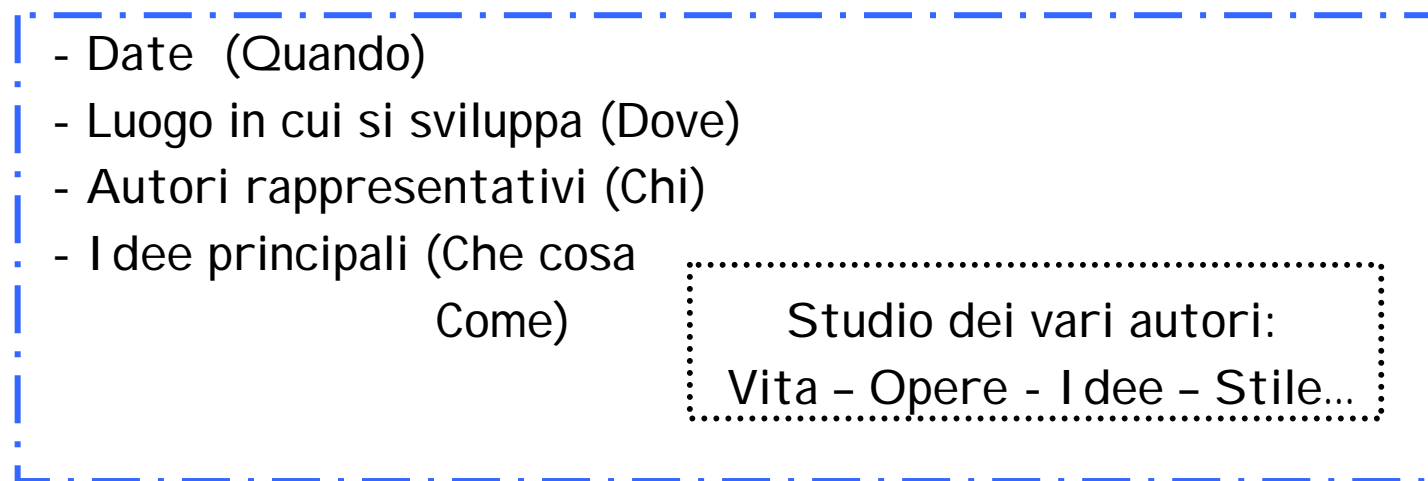 - Date (Quando)
- Luogo in cui si sviluppa (Dove)
- Autori rappresentativi (Chi)
- Idee principali (Che cosa
Come)
Studio dei vari autori:
Vita – Opere - Idee – Stile...